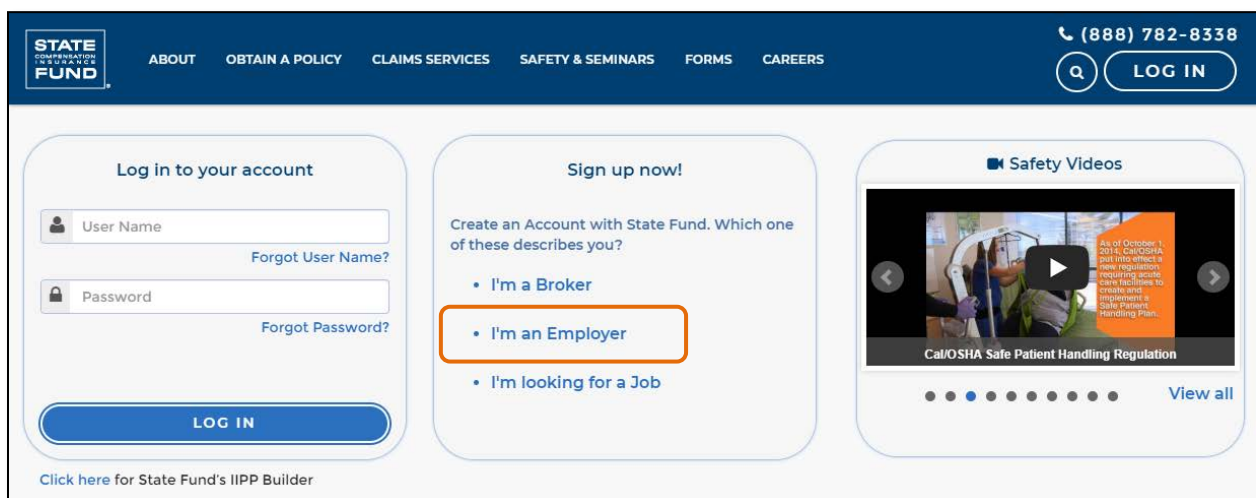 STATE
COMPENSATION
INSURANCE
FUND
ABOUT
OBTAIN A POLICY
CLAIMS SERVICES
SAFETY & SEMINARS
FORMS
CAREERS
(888) 782-8338
LOG IN
Log in to your account
User Name
Forgot User Name?
Password
Forgot Password?
LOG IN
Click here for State Fund's IIPP Builder
Sign up now!
Create an Account with State Fund. Which one
of these describes you?
• I'm a Broker
• I'm an Employer
• I'm looking for a Job
Safety Videos
As of October 1,
2014, Cal/OSHA
put into effect a
new regulation
requiring acute
care facilities to
create and
implement a
Safe Patient
Handling Plan.
Cal/OSHA Safe Patient Handling Regulation
View all